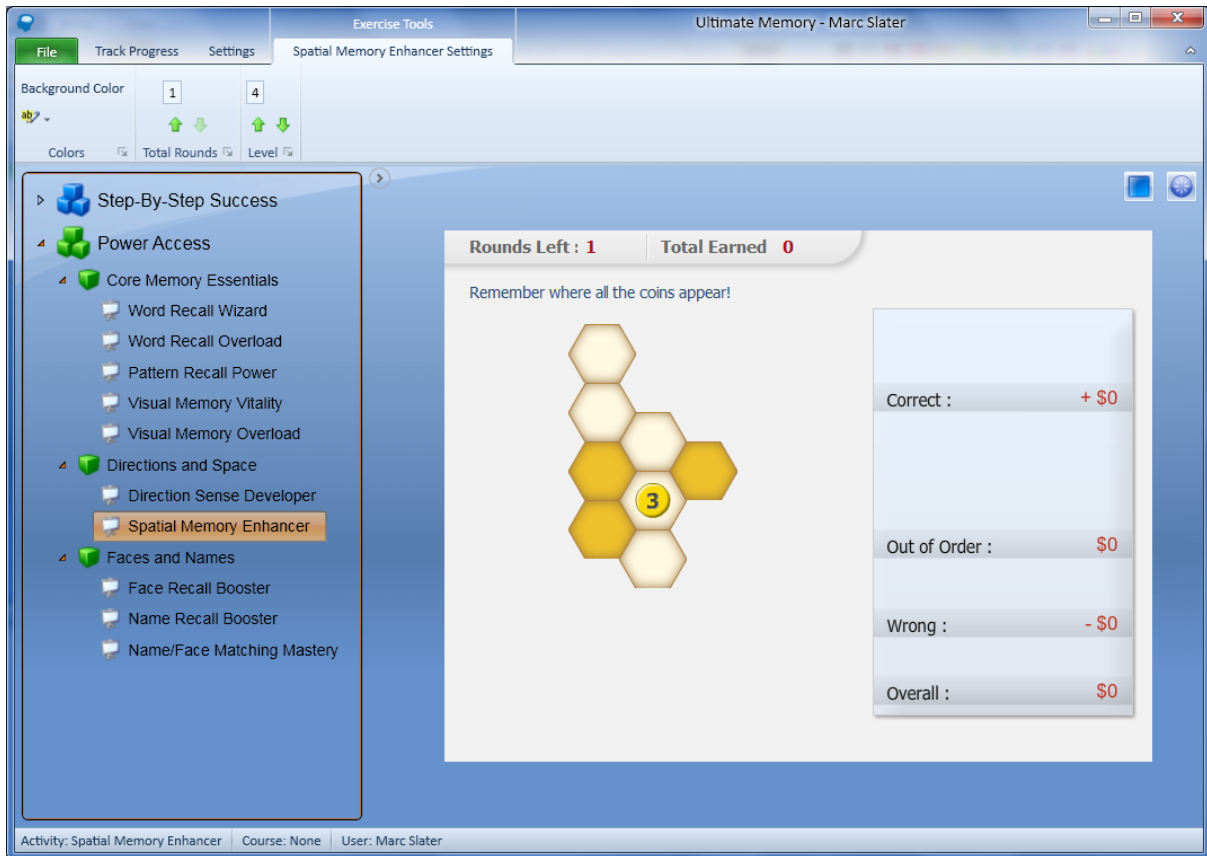 Exercise Tools
Ultimate Memory - Marc Slater
File Track Progress Settings Spatial Memory Enhancer Settings
Background Color
1
4
ab
Colors Total Rounds Level
Step-By-Step Success
Power Access
Core Memory Essentials
Word Recall Wizard
Word Recall Overload
Pattern Recall Power
Visual Memory Vitality
Visual Memory Overload
Directions and Space
Direction Sense Developer
Spatial Memory Enhancer
Faces and Names
Face Recall Booster
Name Recall Booster
Name/Face Matching Mastery
Rounds Left : 1 Total Earned 0
Remember where all the coins appear!
3
Correct : + $0
Out of Order : $0
Wrong : - $0
Overall : $0
Activity: Spatial Memory Enhancer Course: None User: Marc Slater